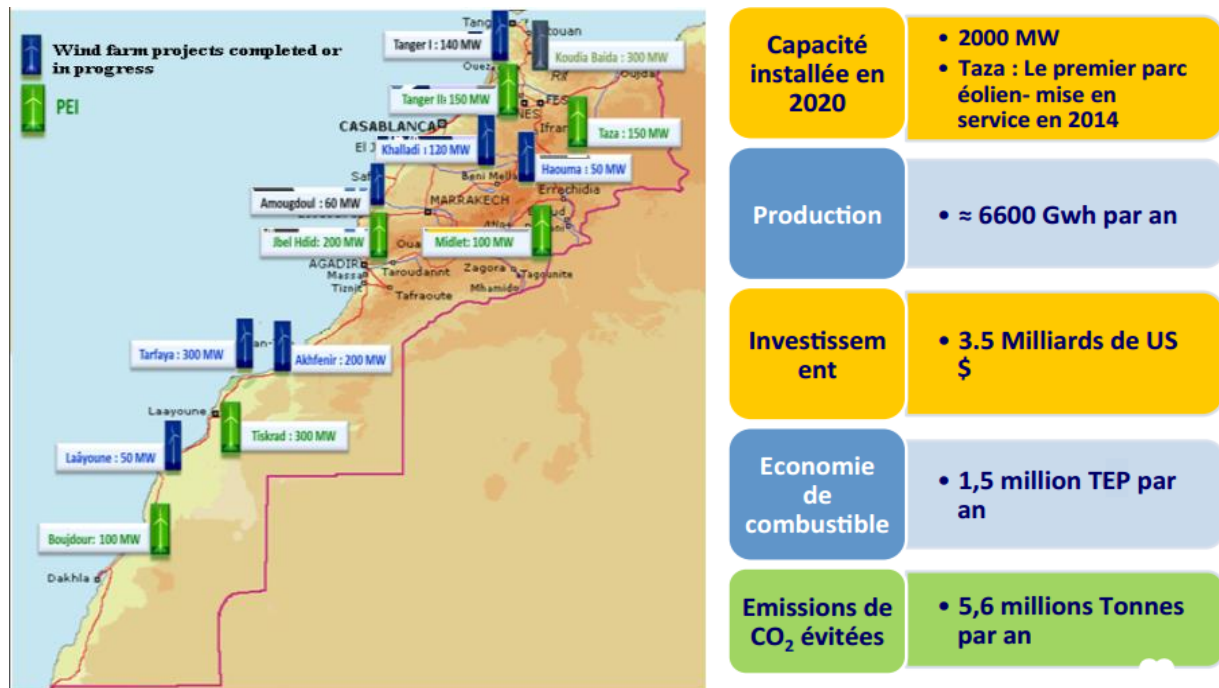 Wind farm projects completed or
in progress
PEI
Tanger I : 140 MW
Koudia Baida : 300 MW
Oujda
Tanger II: 150 MW
FES
CASABLANCA
Taza : 150 MW
Khalladi : 120 MW
Haouma : 50 MW
Beni Mella
Errachidia
Amougdoul : 60 MW
MARRAKECH
Jbel Hdid: 200 MW
Midlet: 100 MW
AGADIR
Massa
Tiznit
Taroudannt
Zagora
Tagounite
Mhamid
Tafraoute
Tarfaya : 300 MW
Akhfenir : 200 MW
Laayoune
Tiskrad : 300 MW
Laâyoune : 50 MW
Boujdour: 100 MW
Dakhla
Capacité
installée en
2020
• 2000 MW
• Taza : Le premier parc
éolien- mise en
service en 2014
Production
• ≈ 6600 Gwh par an
Investissem
ent
• 3.5 Milliards de US
$
Economie
de
combustible
• 1,5 million TEP par
an
Emissions de
CO₂ évitées
• 5,6 millions Tonnes
par an